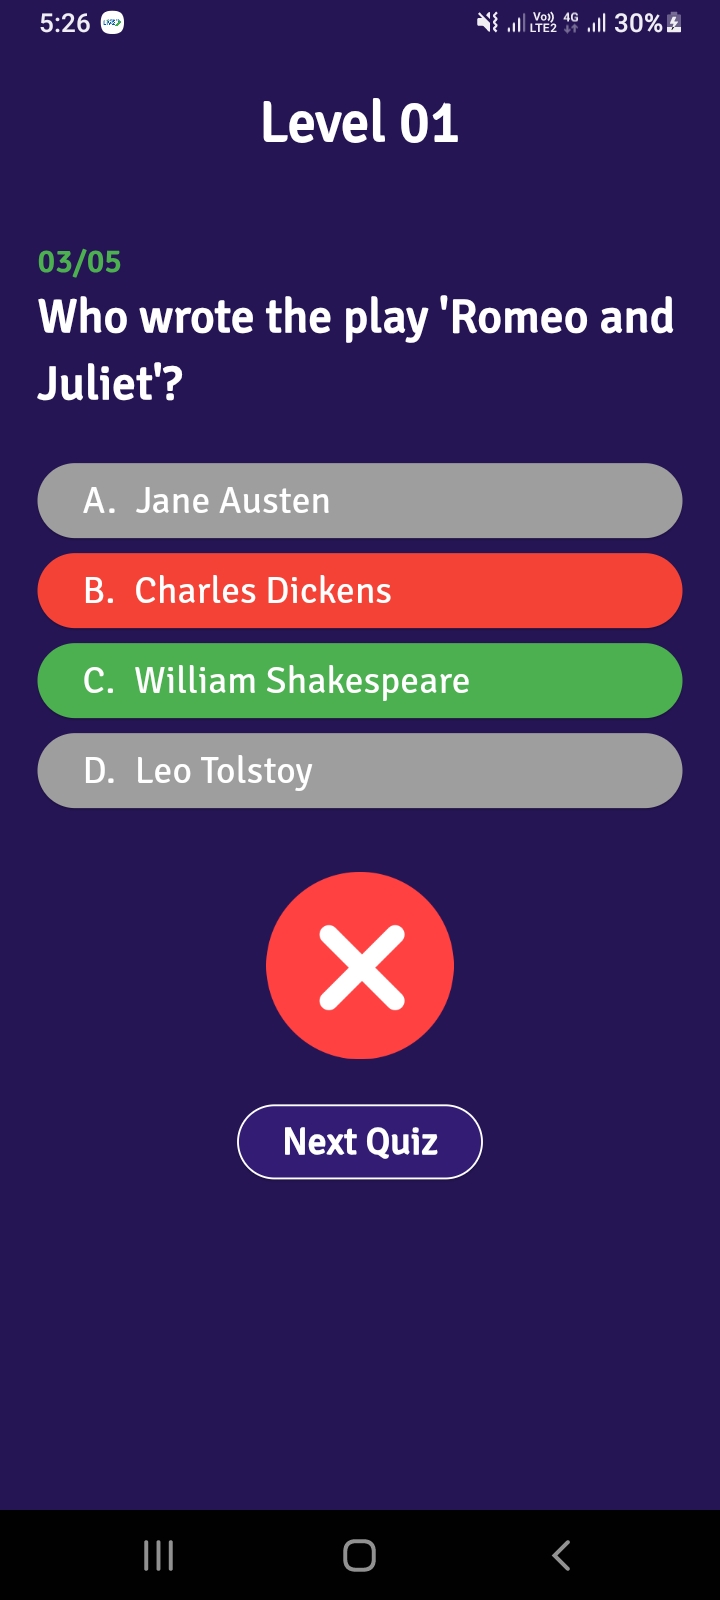 5:26
Vo)) 4G 30%
LTE2
Level 01
03/05
Who wrote the play 'Romeo and
Juliet'?
A. Jane Austen
B. Charles Dickens
C. William Shakespeare
D. Leo Tolstoy
Next Quiz